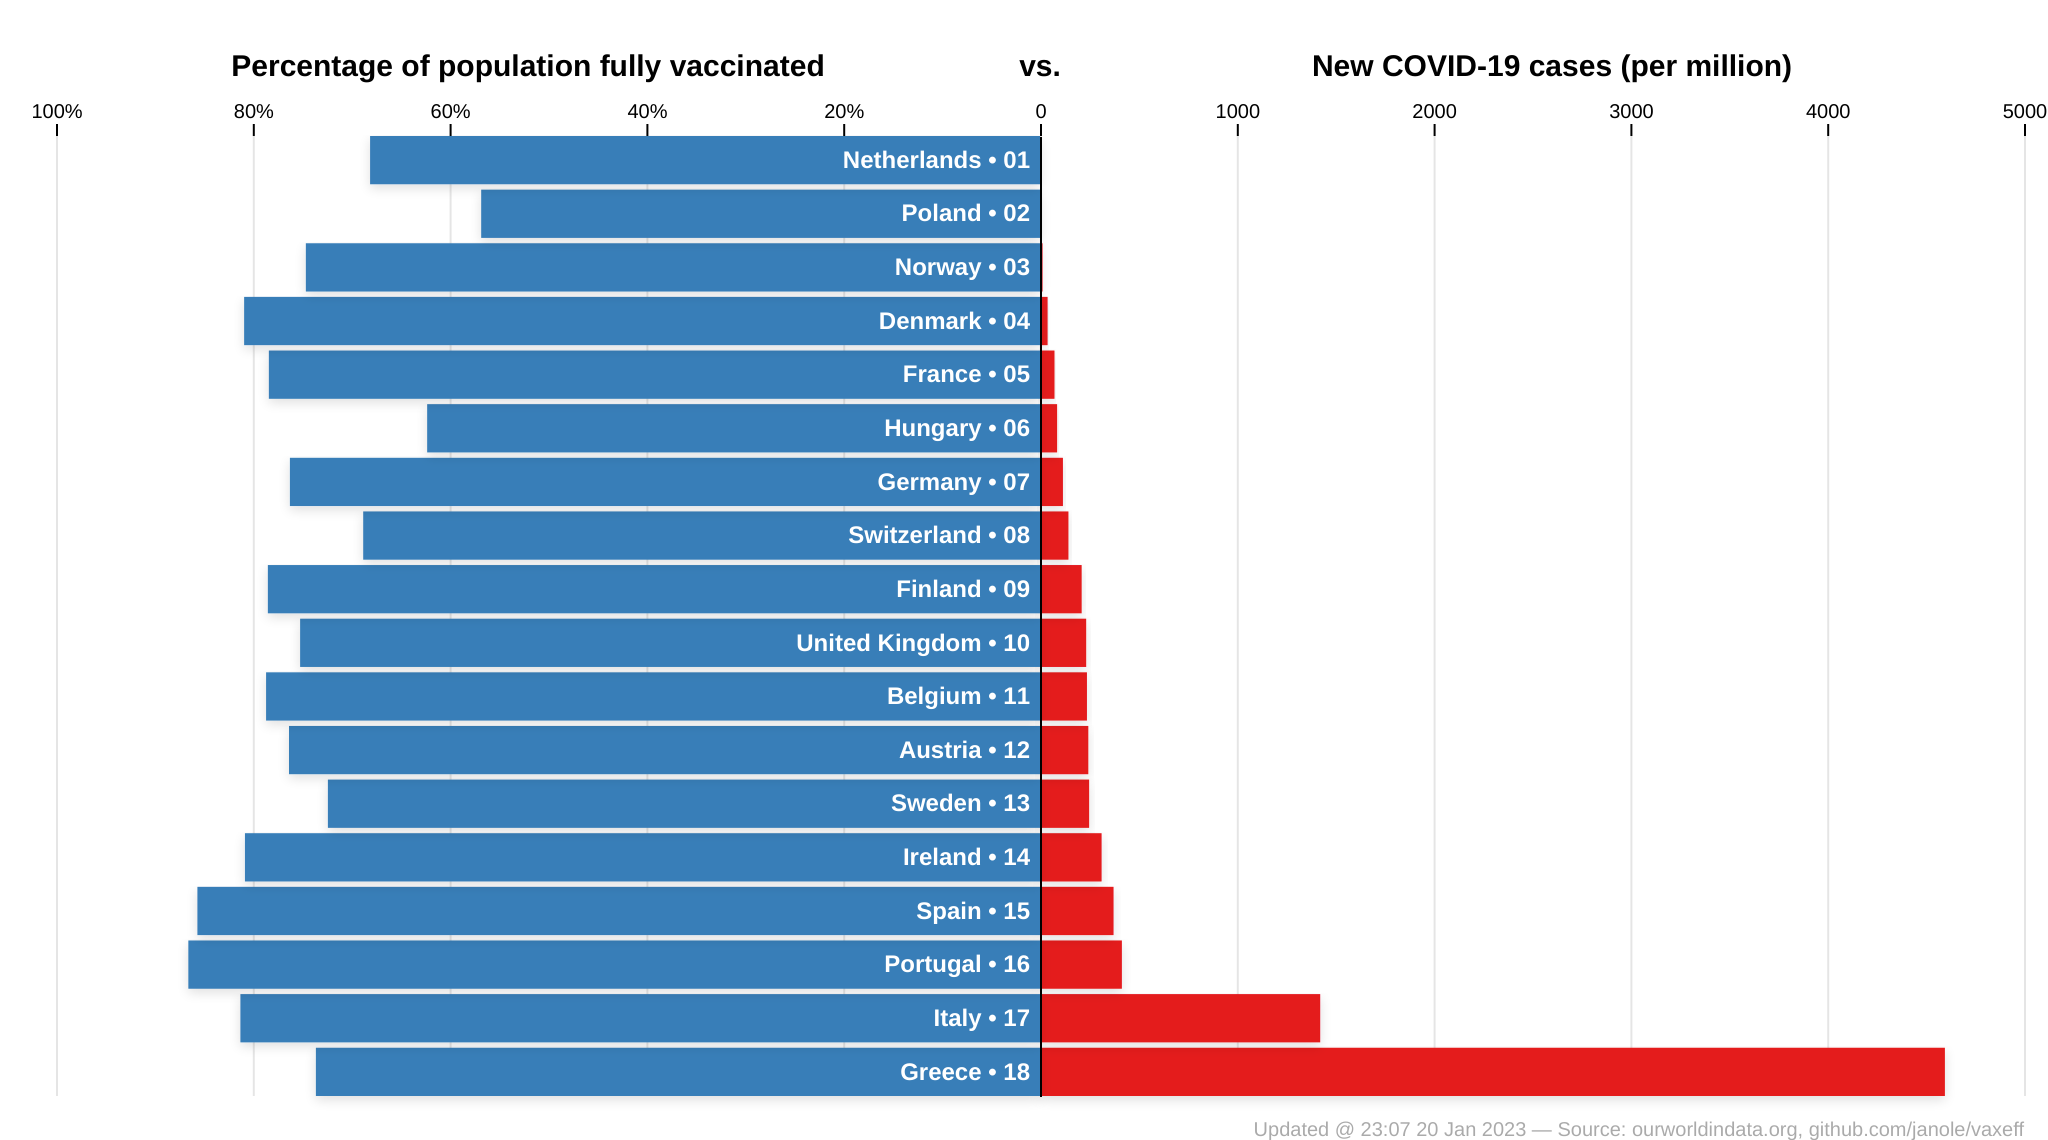 Percentage of population fully vaccinated vs. New COVID-19 cases (per million)
100% 80% 60% 40% 20% 0 1000 2000 3000 4000 5000
Netherlands • 01
Poland • 02
Norway • 03
Denmark • 04
France • 05
Hungary • 06
Germany • 07
Switzerland • 08
Finland • 09
United Kingdom • 10
Belgium • 11
Austria • 12
Sweden • 13
Ireland • 14
Spain • 15
Portugal • 16
Italy • 17
Greece • 18
Updated @ 23:07 20 Jan 2023 — Source: ourworldindata.org, github.com/janole/vaxeff